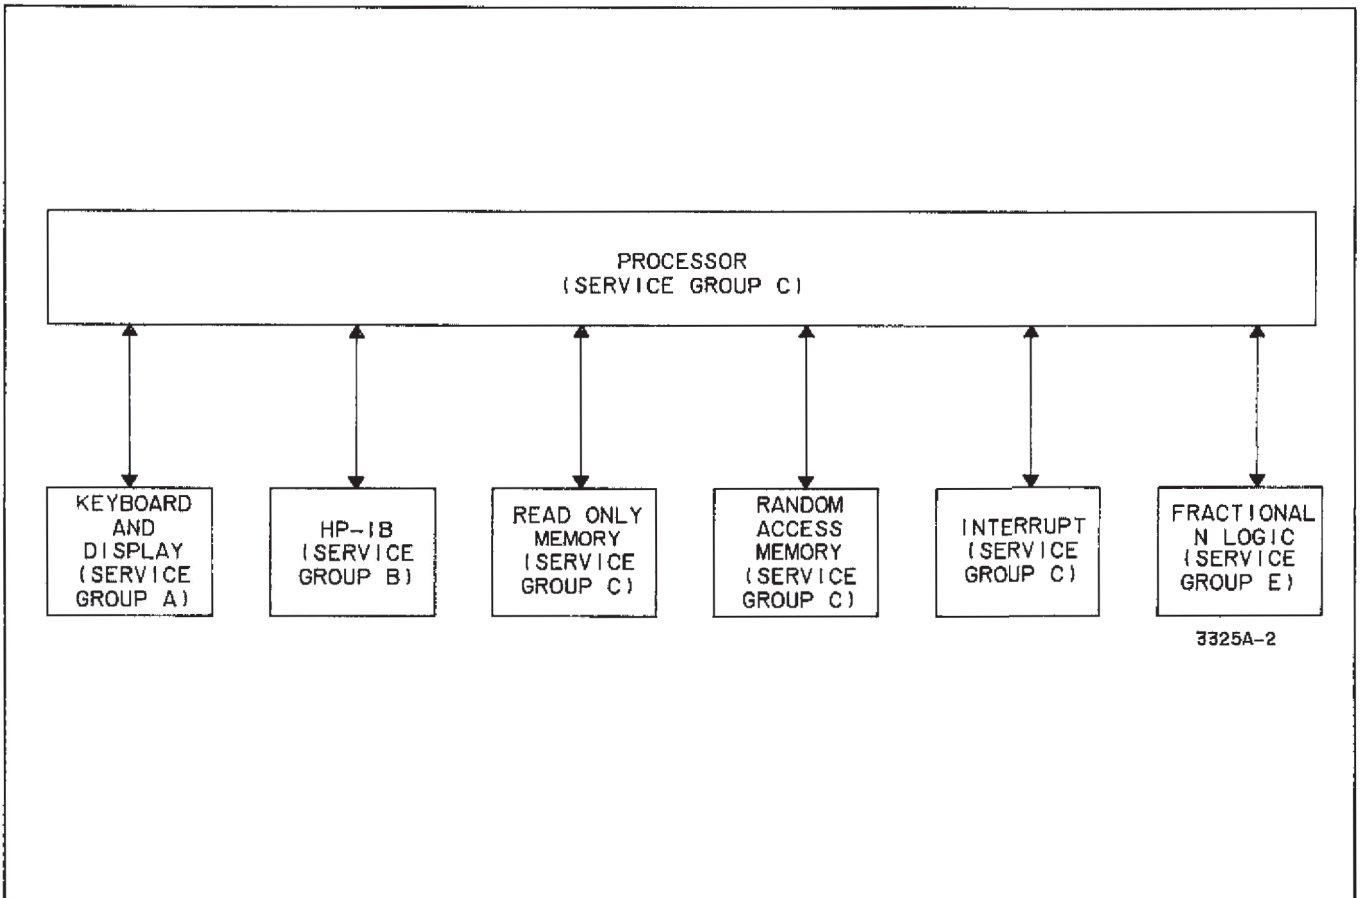 PROCESSOR
(SERVICE GROUP C)
KEYBOARD
AND
DISPLAY
(SERVICE
GROUP A)
HP-IB
(SERVICE
GROUP B)
READ ONLY
MEMORY
(SERVICE
GROUP C)
RANDOM
ACCESS
MEMORY
(SERVICE
GROUP C)
INTERRUPT
(SERVICE
GROUP C)
FRACTIONAL
N LOGIC
(SERVICE
GROUP E)
3325A-2